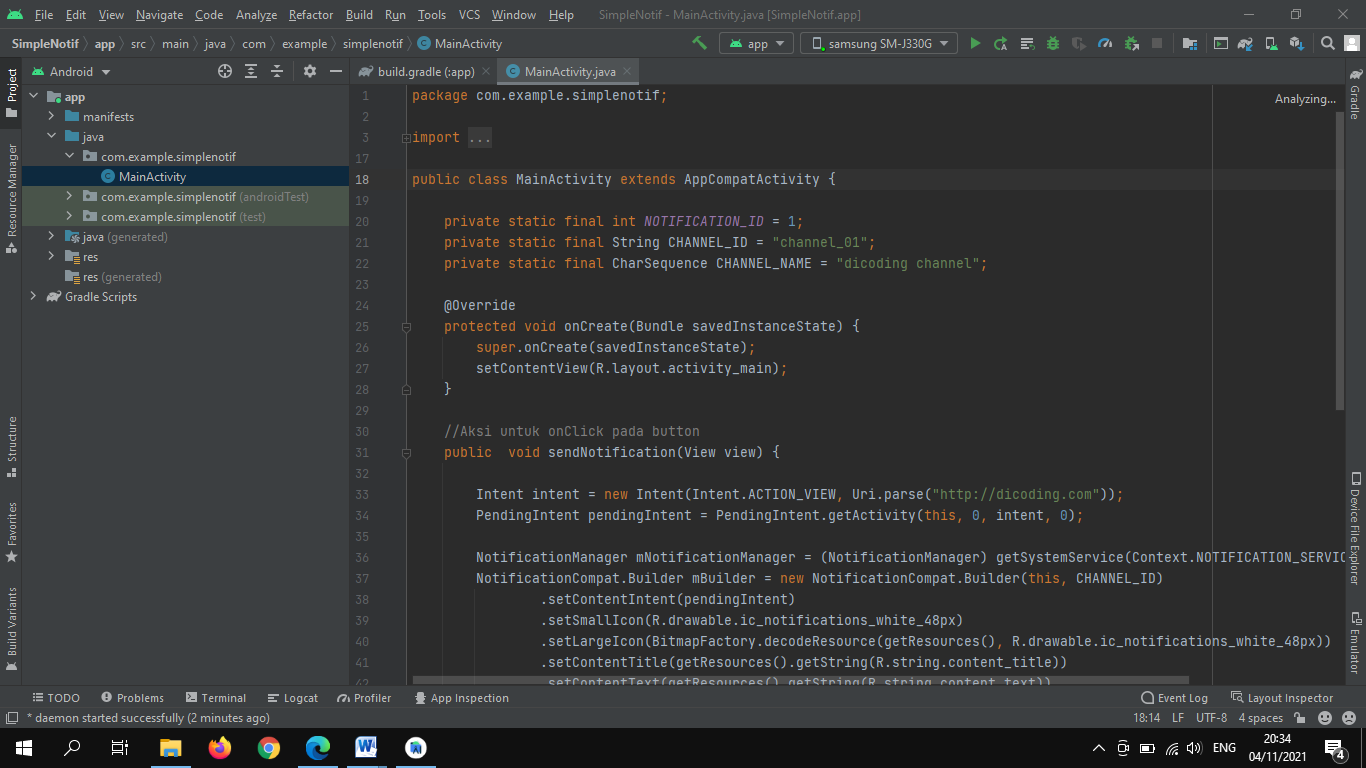 File Edit View Navigate Code Analyze Refactor Build Run Tools VCS Window Help SimpleNotif - MainActivity.java [SimpleNotif.app]
SimpleNotif app src main java com example simplenotif MainActivity app samsung SM-J330G
Android build.gradle (:app) MainActivity.java
Project
Resource Manager
Structure
Favorites
Build Variants
app
manifests
java
com.example.simplenotif
MainActivity
com.example.simplenotif (androidTest)
com.example.simplenotif (test)
java (generated)
res
res (generated)
Gradle Scripts
Analyzing...
1 package com.example.simplenotif;
2
3 import ...
17
18 public class MainActivity extends AppCompatActivity {
19
20 private static final int NOTIFICATION_ID = 1;
21 private static final String CHANNEL_ID = "channel_01";
22 private static final CharSequence CHANNEL_NAME = "dicoding channel";
23
24 @Override
25 protected void onCreate(Bundle savedInstanceState) {
26 super.onCreate(savedInstanceState);
27 setContentView(R.layout.activity_main);
28 }
29
30 //Aksi untuk onClick pada button
31 public  void sendNotification(View view) {
32
33 Intent intent = new Intent(Intent.ACTION_VIEW, Uri.parse("http://dicoding.com"));
34 PendingIntent pendingIntent = PendingIntent.getActivity(this, 0, intent, 0);
35
36 NotificationManager mNotificationManager = (NotificationManager) getSystemService(Context.NOTIFICATION_SERVIC
37 NotificationCompat.Builder mBuilder = new NotificationCompat.Builder(this, CHANNEL_ID)
38 .setContentIntent(pendingIntent)
39 .setSmallIcon(R.drawable.ic_notifications_white_48px)
40 .setLargeIcon(BitmapFactory.decodeResource(getResources(), R.drawable.ic_notifications_white_48px))
41 .setContentTitle(getResources().getString(R.string.content_title))
42 .setContentText(getResources().getString(R.string.content_text))
Gradle
Device File Explorer
Emulator
TODO Problems Terminal Logcat Profiler App Inspection Event Log Layout Inspector
* daemon started successfully (2 minutes ago) 18:14 LF UTF-8 4 spaces
ENG 20:34
04/11/2021
4